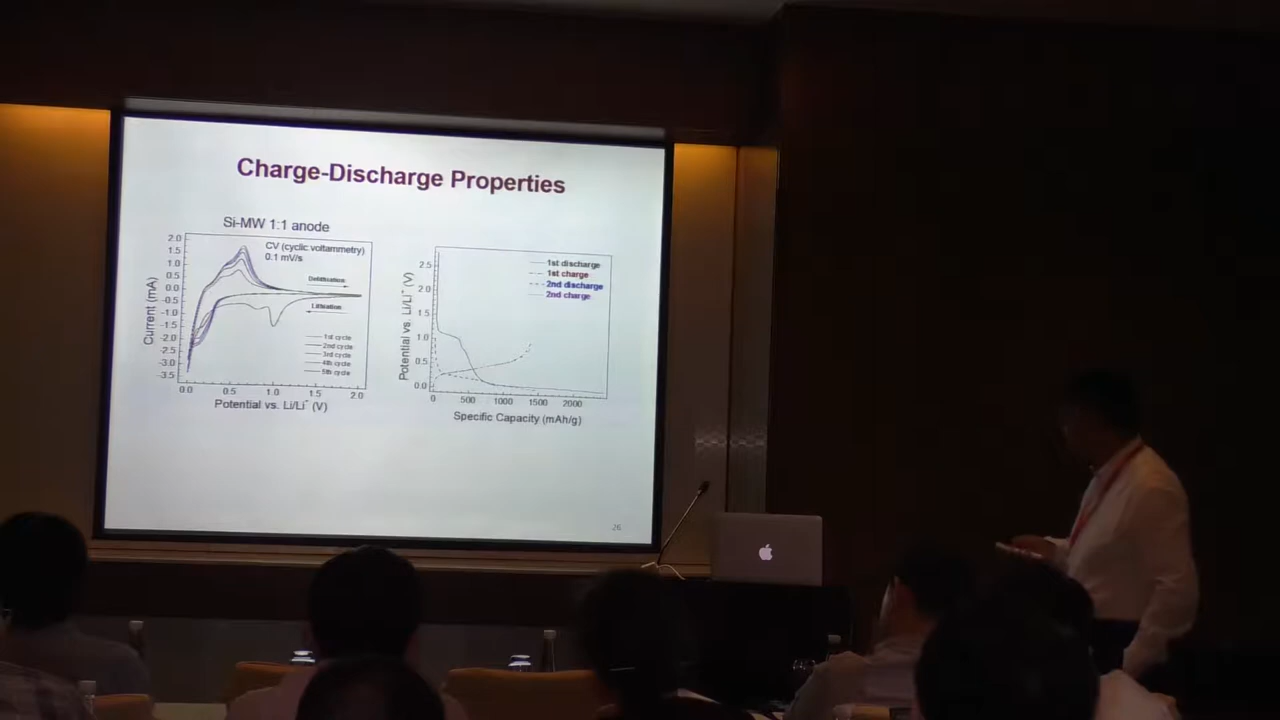 Charge-Discharge Properties
Si-MW 1:1 anode
CV (cyclic voltammetry)
0.1 mV/s
Delithiation
Lithiation
1st cycle
2nd cycle
3rd cycle
4th cycle
5th cycle
Current (mA)
2.0
1.5
1.0
0.5
0.0
-0.5
-1.0
-1.5
-2.0
-2.5
-3.0
-3.5
0.0 0.5 1.0 1.5 2.0
Potential vs. Li/Li+ (V)
1st discharge
1st charge
2nd discharge
2nd charge
Potential vs. Li/Li+ (V)
2.5
2.0
1.5
1.0
0.5
0.0
0 500 1000 1500 2000
Specific Capacity (mAh/g)
26